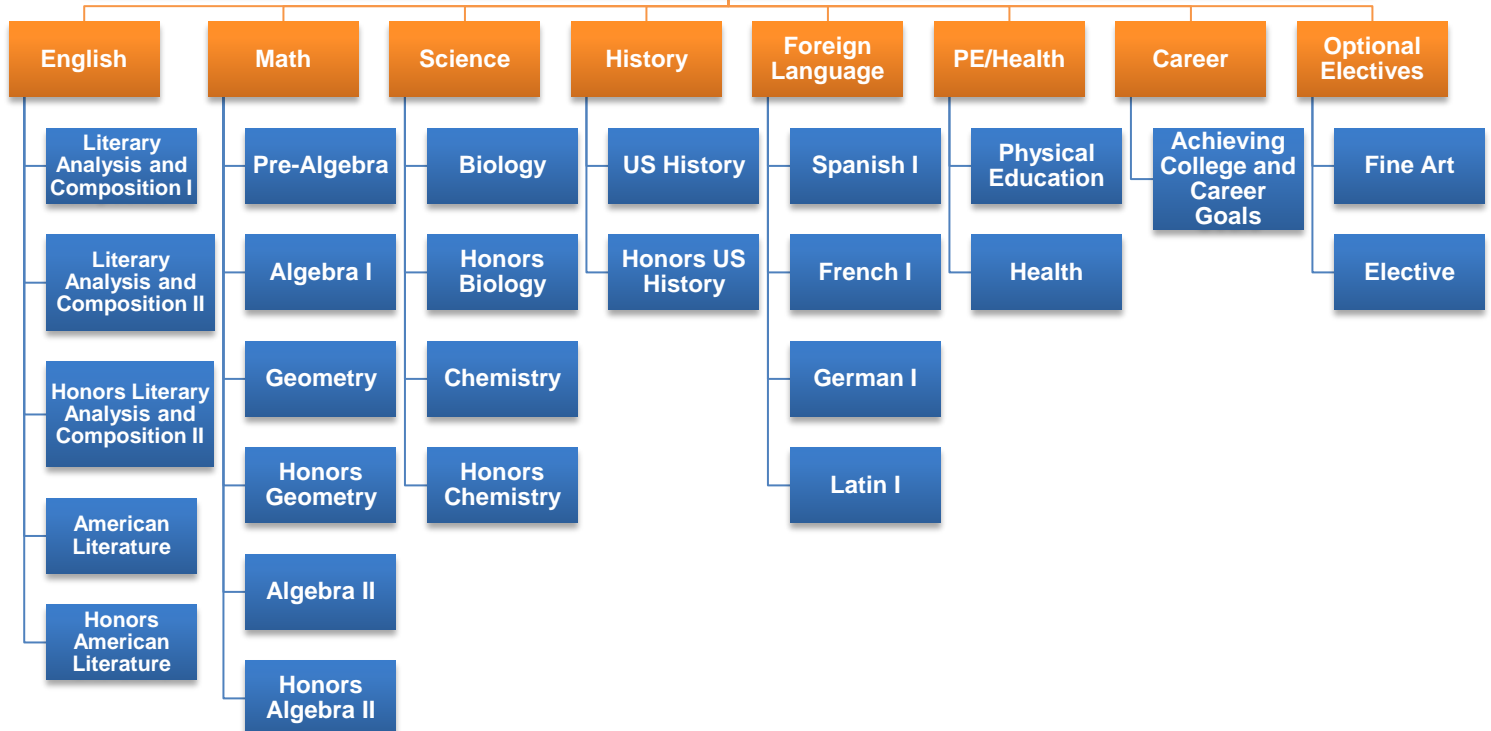 English
Math
Science
History
Foreign
Language
PE/Health
Career
Optional
Electives
Literary
Analysis and
Composition I
Literary
Analysis and
Composition II
Honors Literary
Analysis and
Composition II
American
Literature
Honors
American
Literature
Pre-Algebra
Algebra I
Geometry
Honors
Geometry
Algebra II
Honors
Algebra II
Biology
Honors
Biology
Chemistry
Honors
Chemistry
US History
Honors US
History
Spanish I
French I
German I
Latin I
Physical
Education
Health
Achieving
College and
Career
Goals
Fine Art
Elective